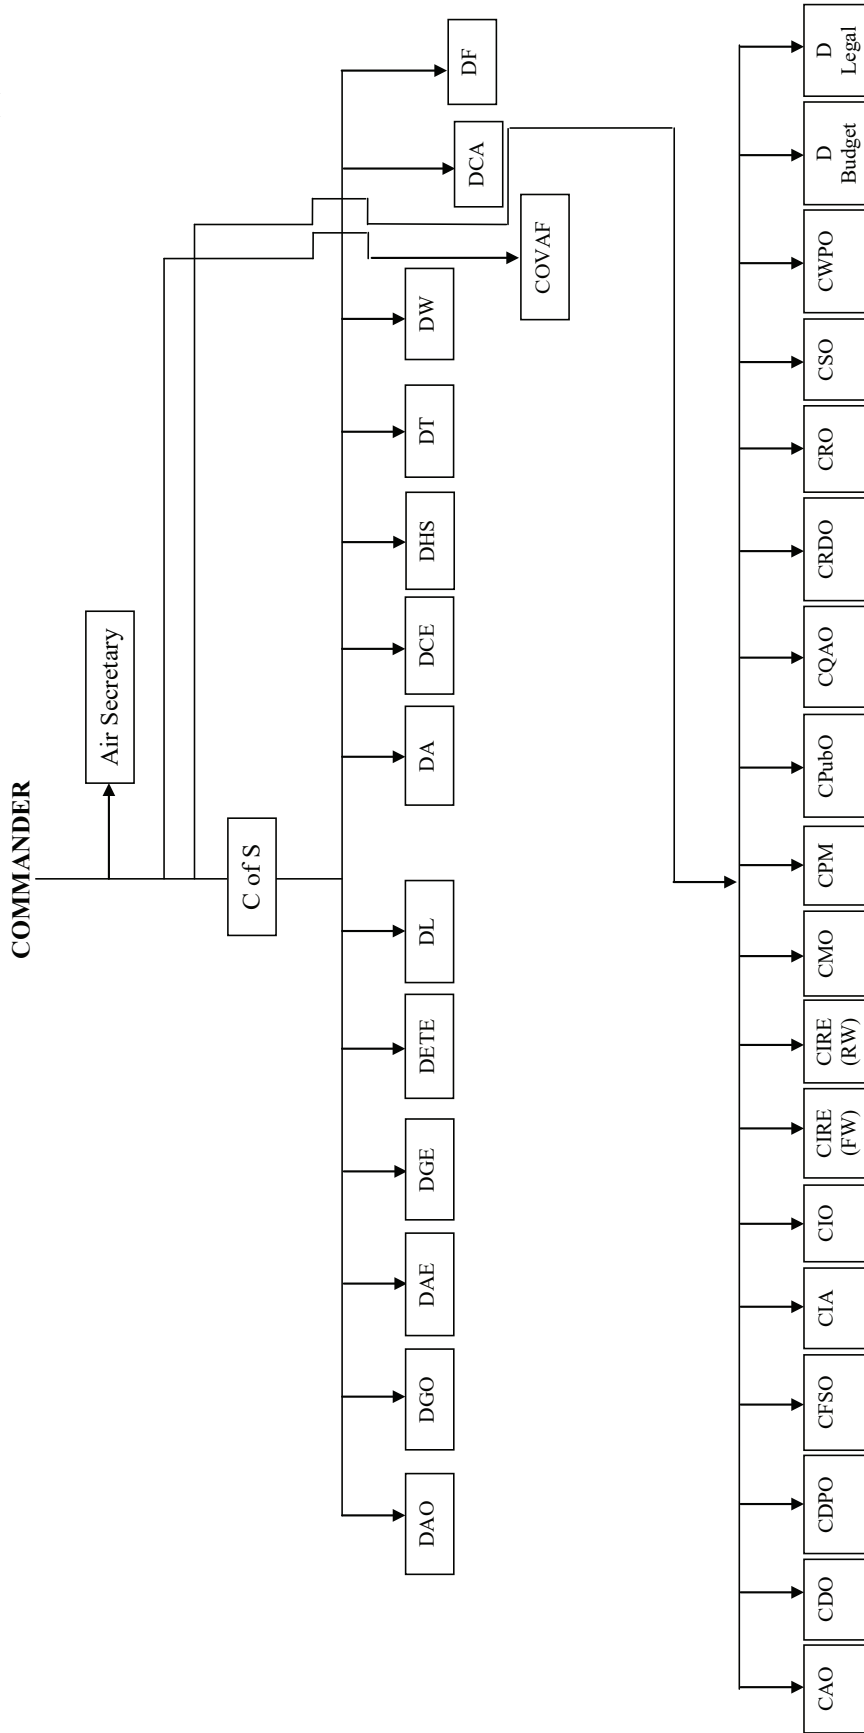 COMMANDER
Air Secretary
C of S
DAO
DGO
DAE
DGE
DETE
DL
DA
DCE
DHS
DT
DW
COVAF
DCA
DF
CAO
CDO
CDPO
CFSO
CIA
CIO
CIRE
(FW)
CIRE
(RW)
CMO
CPM
CPubO
CQAO
CRDO
CRO
CSO
CWPO
D
Budget
D
Legal